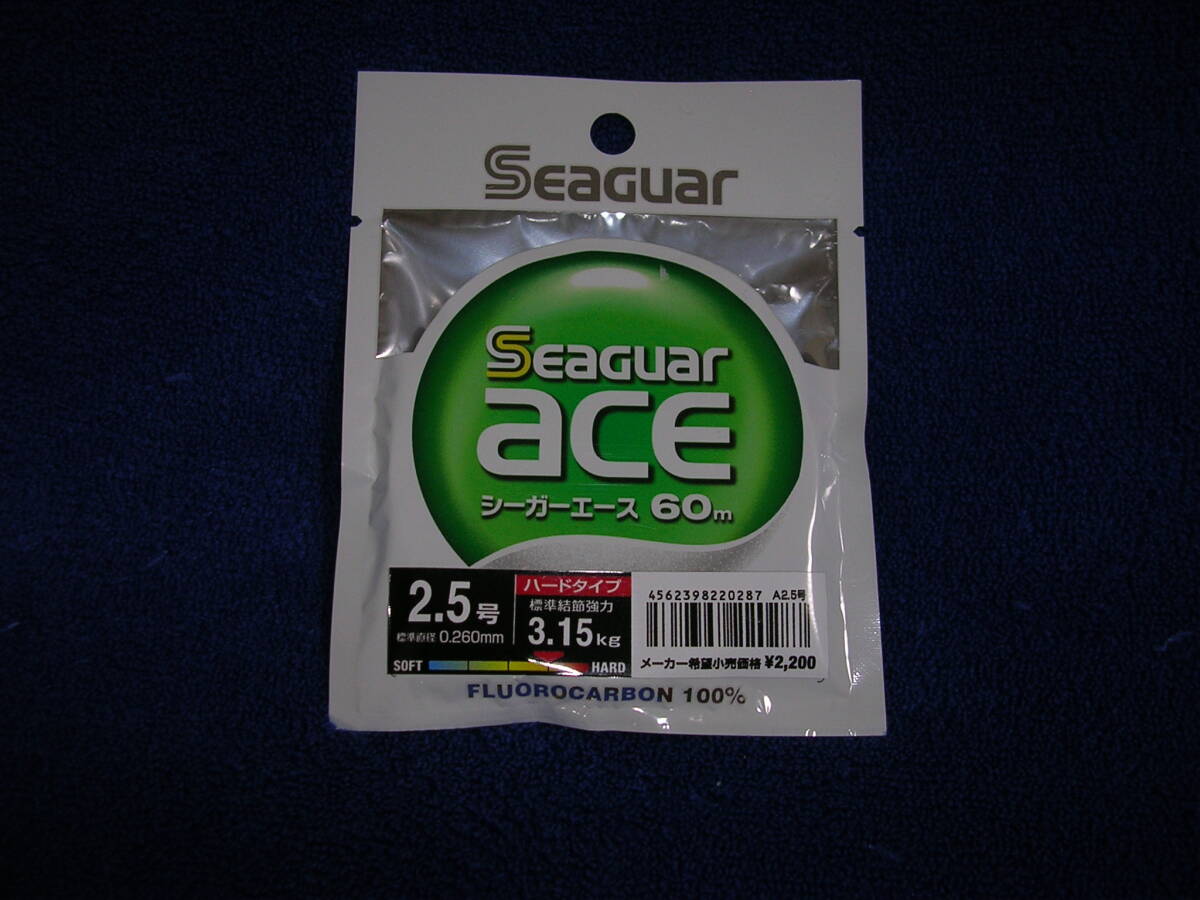 Seaguar
Seaguar
ace
シーガーエース 60m
2.5号
標準直径 0.260mm
ハードタイプ
標準結節強力
3.15kg
SOFT HARD
4562398220287 A2.5号
メーカー希望小売価格 ¥2,200
FLUOROCARBON 100%